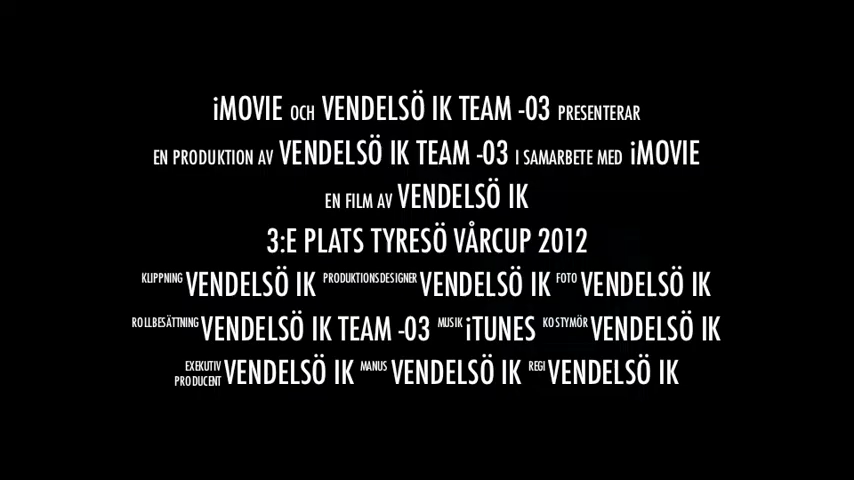 iMOVIE OCH VENDELSÖ IK TEAM -03 PRESENTERAR
EN PRODUKTION AV VENDELSÖ IK TEAM -03 I SAMARBETE MED iMOVIE
EN FILM AV VENDELSÖ IK
3:E PLATS TYRESÖ VÅRCUP 2012
KLIPPNING VENDELSÖ IK PRODUKTIONSDESIGNER VENDELSÖ IK FOTO VENDELSÖ IK
ROLLBESÄTTNING VENDELSÖ IK TEAM -03 MUSIK iTUNES KOSTYMÖR VENDELSÖ IK
EXEKUTIV PRODUCENT VENDELSÖ IK MANUS VENDELSÖ IK REGI VENDELSÖ IK